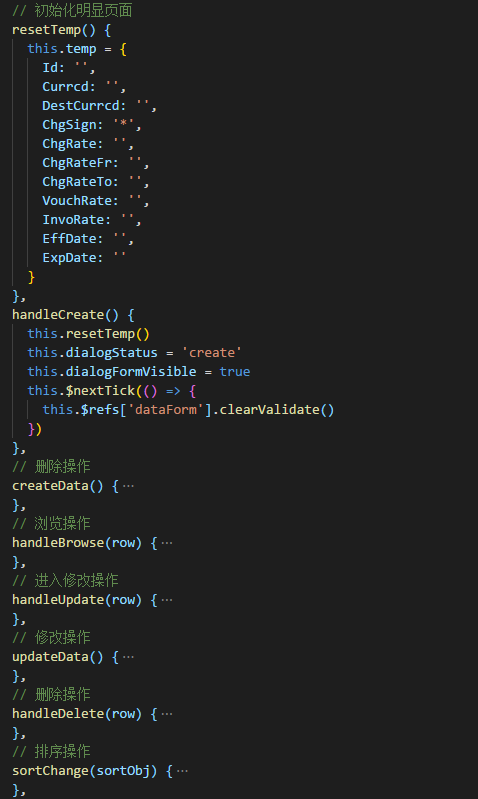 // 初始化明显页面
resetTemp() {
  this.temp = {
    Id: '',
    Currcd: '',
    DestCurrcd: '',
    ChgSign: '*',
    ChgRate: '',
    ChgRateFr: '',
    ChgRateTo: '',
    VouchRate: '',
    InvoRate: '',
    EffDate: '',
    ExpDate: ''
  }
},
handleCreate() {
  this.resetTemp()
  this.dialogStatus = 'create'
  this.dialogFormVisible = true
  this.$nextTick(() => {
    this.$refs['dataForm'].clearValidate()
  })
},
// 删除操作
createData() {···
},
// 浏览操作
handleBrowse(row) {···
},
// 进入修改操作
handleUpdate(row) {···
},
// 修改操作
updateData() {···
},
// 删除操作
handleDelete(row) {···
},
// 排序操作
sortChange(sortObj) {···
},